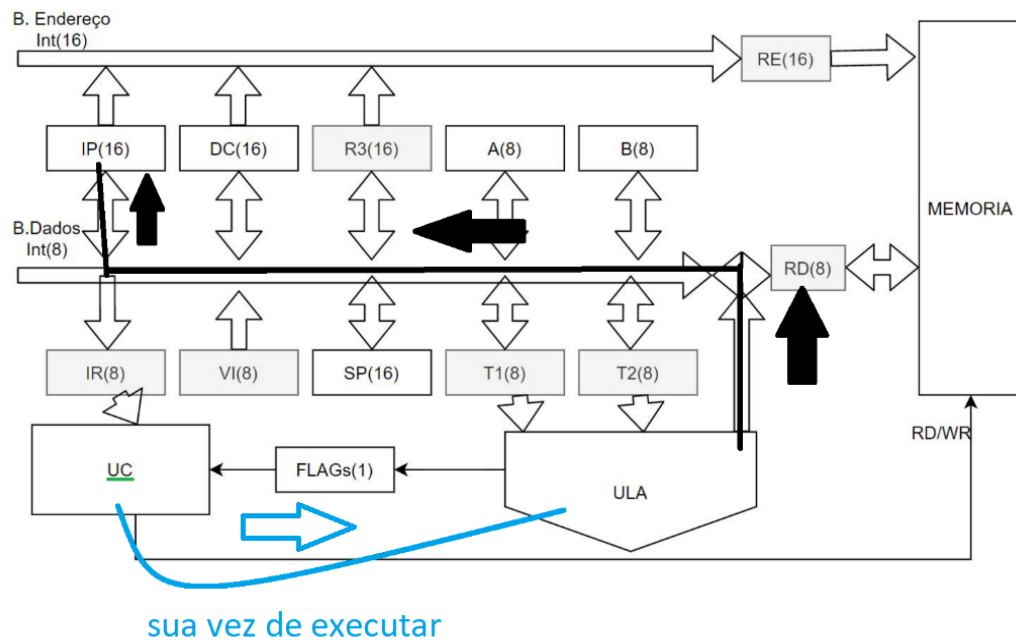 B. Endereço
Int(16)
RE(16)
IP(16)
DC(16)
R3(16)
A(8)
B(8)
MEMORIA
B.Dados
Int(8)
RD(8)
IR(8)
VI(8)
SP(16)
T1(8)
T2(8)
RD/WR
UC
FLAGs(1)
ULA
sua vez de executar